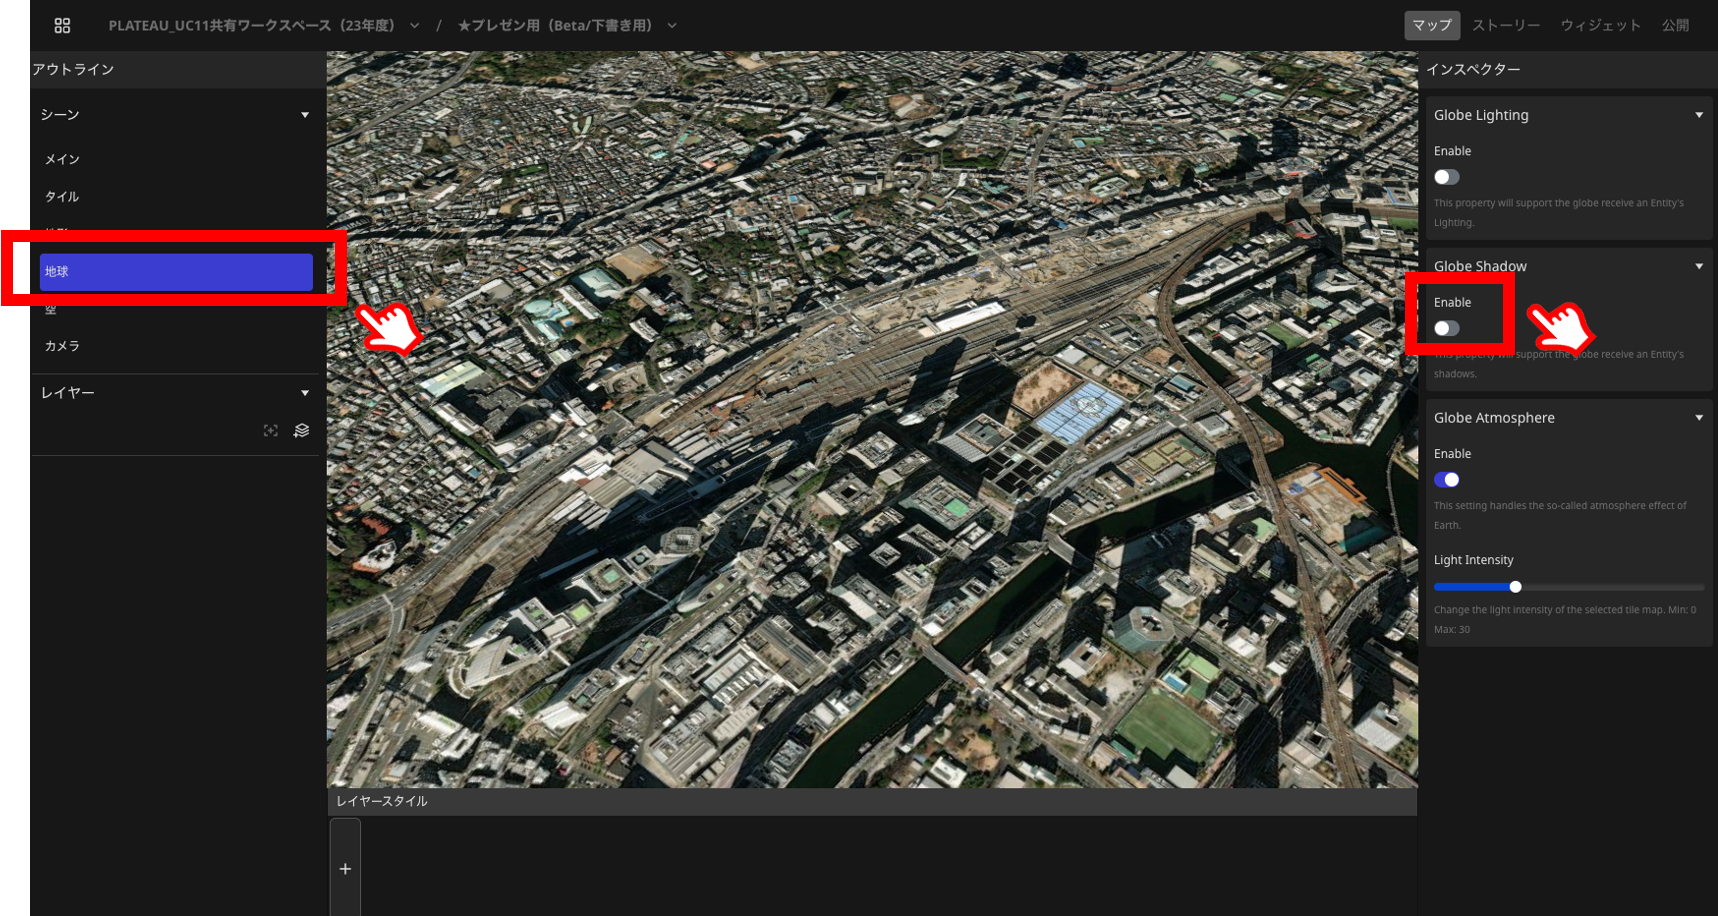 PLATEAU_UC11共有ワークスペース（23年度） / ★プレゼン用（Beta/下書き用）
マップ ストーリー ウィジェット 公開
アウトライン
シーン
メイン
タイル
地球
空
カメラ
レイヤー
レイヤースタイル
+
インスペクター
Globe Lighting
Enable
This property will support the globe receive an Entity's
Lighting.
Globe Shadow
Enable
This property will support the globe receive an Entity's
shadows.
Globe Atmosphere
Enable
This setting handles the so-called atmosphere effect of
Earth.
Light Intensity
Change the light intensity of the selected tile map. Min: 0
Max: 30